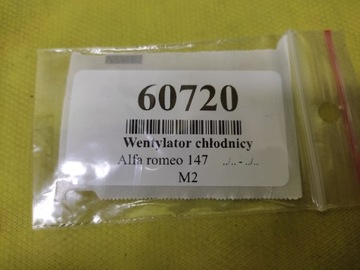 60720
Wentylator chłodnicy
Alfa romeo 147 ../.. - ../..
M2